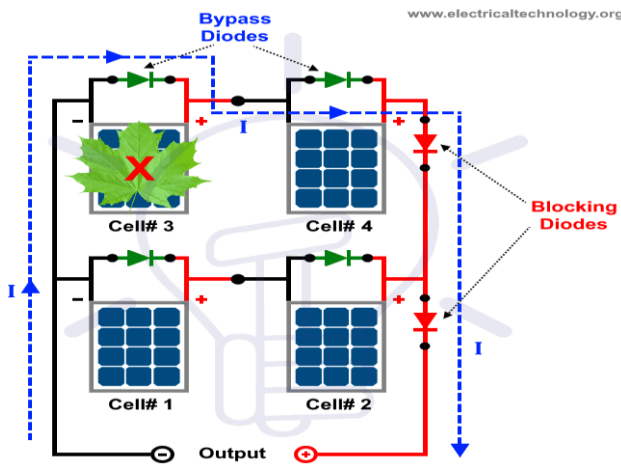 www.electricaltechnology.org
Bypass
Diodes
I
- +
X
Cell# 3
Cell# 4
+
Blocking
Diodes
I
- +
+
Cell# 1
Cell# 2
I
- Output +